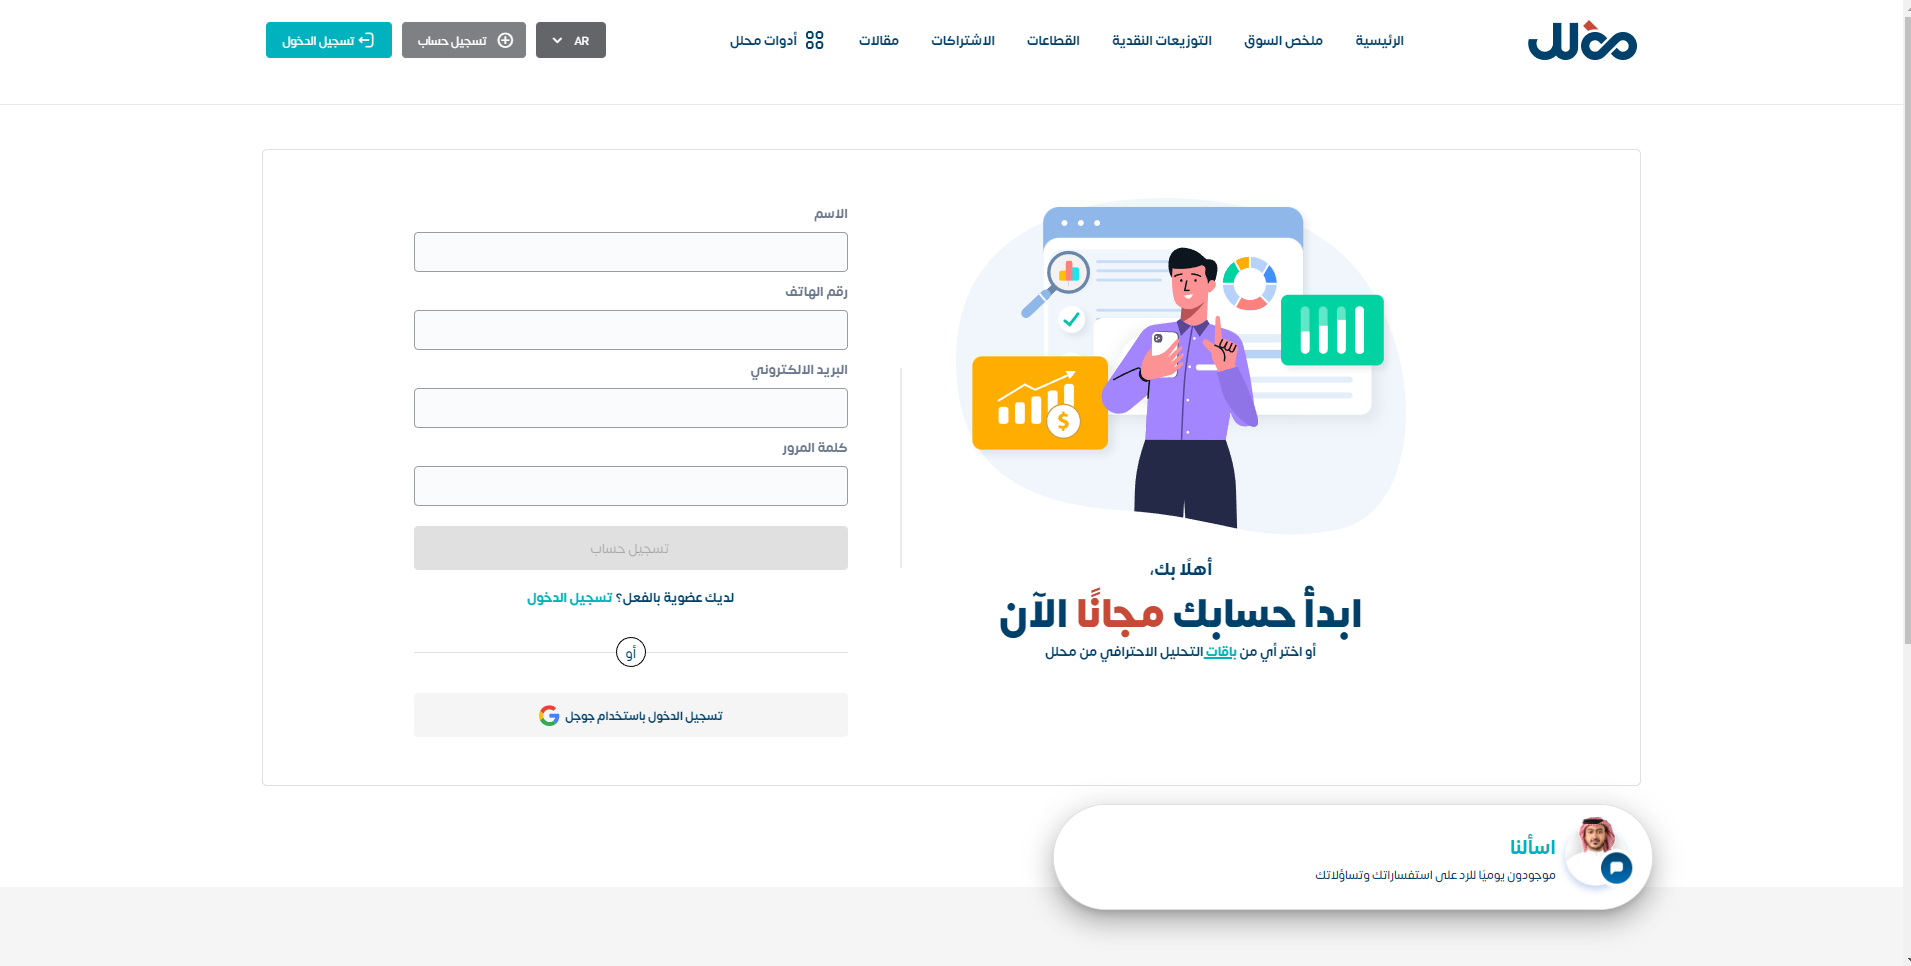 محلل
الرئيسية
ملخص السوق
التوزيعات النقدية
القطاعات
الاشتراكات
مقالات
أدوات محلل
AR
تسجيل حساب
تسجيل الدخول
أهلًا بك،
ابدأ حسابك مجانًا الآن
أو اختر أي من باقات التحليل الاحترافي من محلل
الاسم
رقم الهاتف
البريد الالكتروني
كلمة المرور
تسجيل حساب
لديك عضوية بالفعل؟ تسجيل الدخول
أو
تسجيل الدخول باستخدام جوجل
اسألنا
موجودون يوميًا للرد على استفساراتك وتساؤلاتك